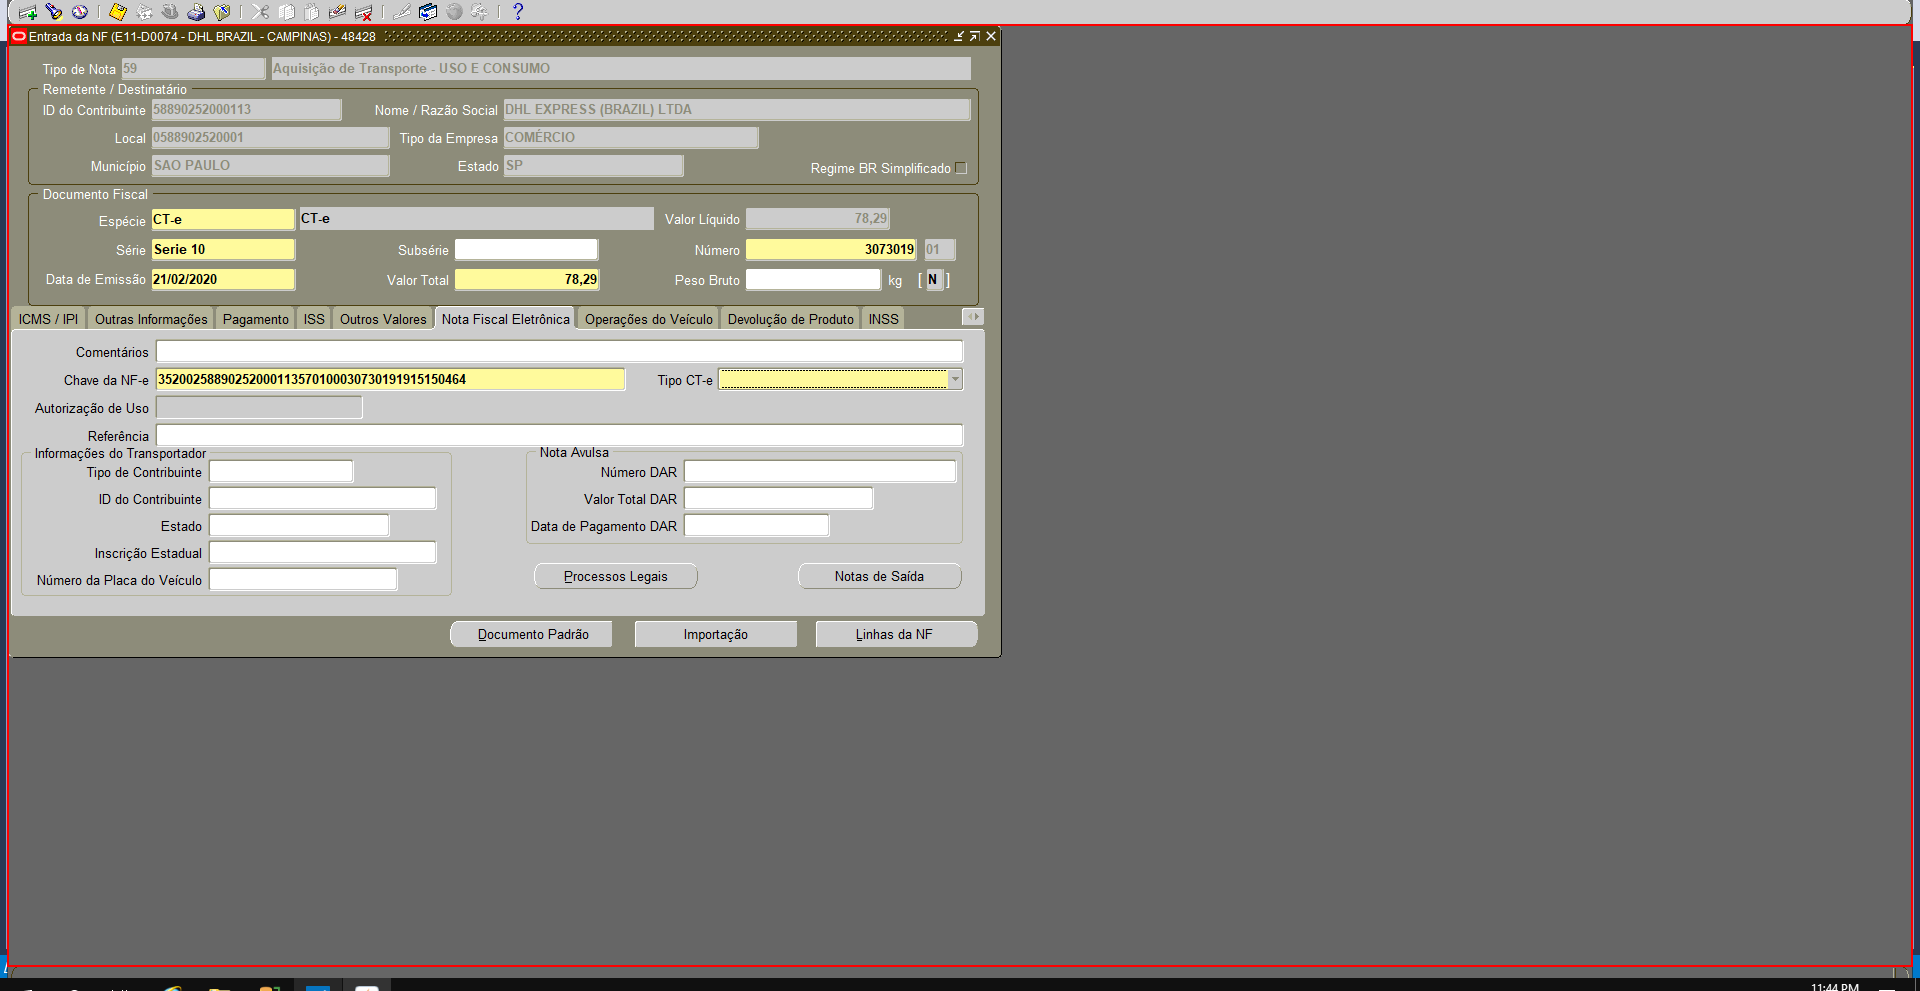 Entrada da NF (E11-D0074 - DHL BRAZIL - CAMPINAS) - 48428
Tipo de Nota 59 Aquisição de Transporte - USO E CONSUMO
Remetente / Destinatário
ID do Contribuinte 58890252000113 Nome / Razão Social DHL EXPRESS (BRAZIL) LTDA
Local 0588902520001 Tipo da Empresa COMÉRCIO
Município SAO PAULO Estado SP Regime BR Simplificado
Documento Fiscal
Espécie CT-e CT-e Valor Líquido 78,29
Série Serie 10 Subsérie Número 3073019 01
Data de Emissão 21/02/2020 Valor Total 78,29 Peso Bruto kg [ N ]
ICMS / IPI Outras Informações Pagamento ISS Outros Valores Nota Fiscal Eletrônica Operações do Veículo Devolução de Produto INSS
Comentários
Chave da NF-e 35200258890252000113570100030730191915150464 Tipo CT-e
Autorização de Uso
Referência
Informações do Transportador Nota Avulsa
Tipo de Contribuinte Número DAR
ID do Contribuinte Valor Total DAR
Estado Data de Pagamento DAR
Inscrição Estadual
Número da Placa do Veículo Processos Legais Notas de Saída
Documento Padrão Importação Linhas da NF
11:44 PM